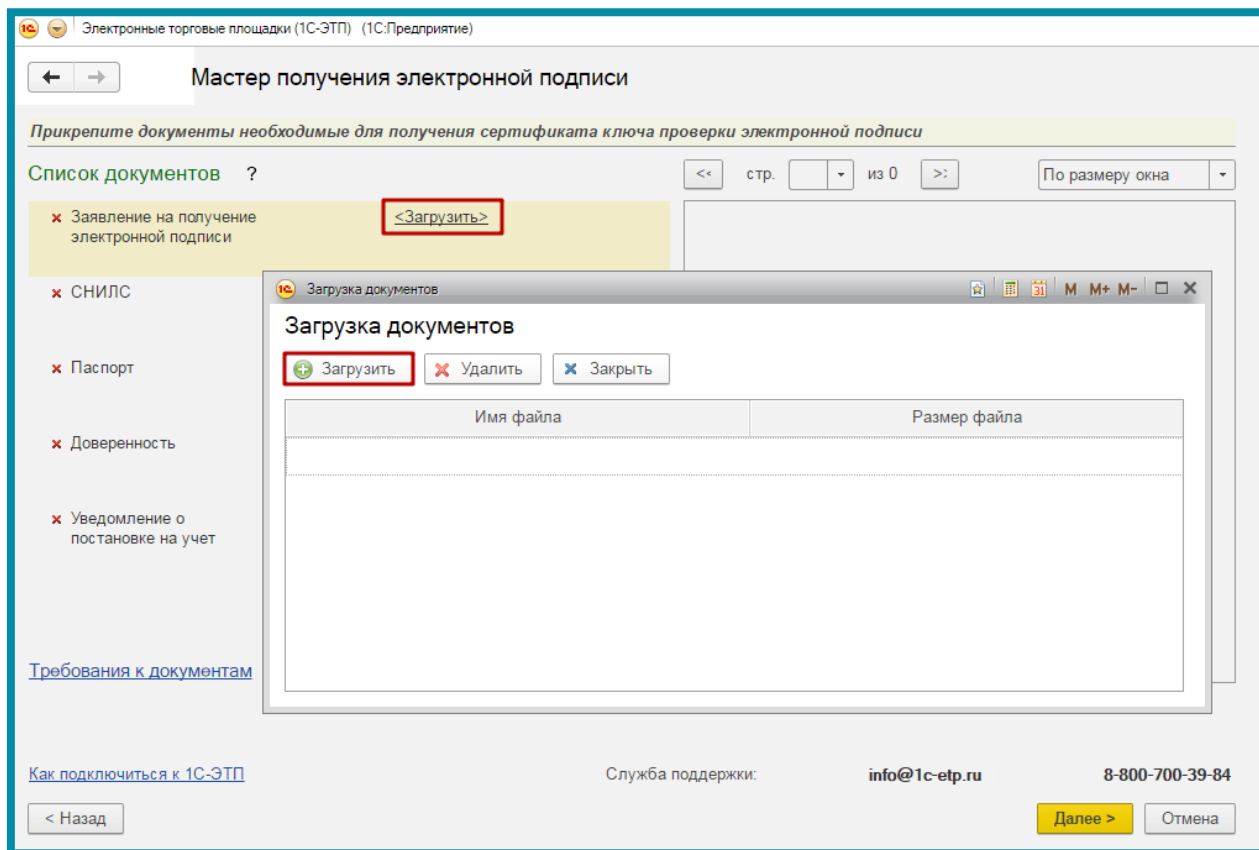 Электронные торговые площадки (1С-ЭТП) (1С:Предприятие)
Мастер получения электронной подписи
Прикрепите документы необходимые для получения сертификата ключа проверки электронной подписи
Список документов ?
<< стр. из 0 >> По размеру окна
Заявление на получение
электронной подписи
<Загрузить>
СНИЛС
Паспорт
Доверенность
Уведомление о
постановке на учет
Загрузка документов
31 M M+ M-
Загрузка документов
Загрузить Удалить Закрыть
Имя файла Размер файла
Требования к документам
Как подключиться к 1С-ЭТП
Служба поддержки: info@1c-etp.ru 8-800-700-39-84
< Назад
Далее > Отмена